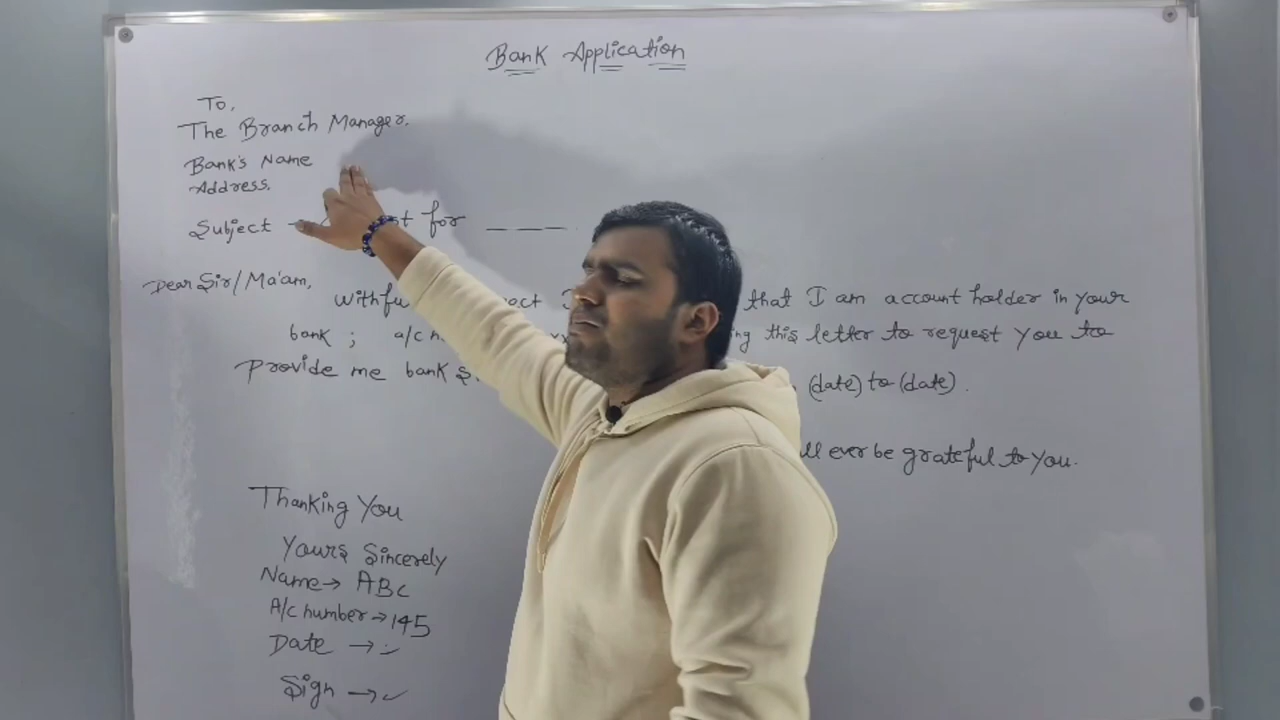 Bank Application
To,
The Branch Manager.
Bank's Name
Address.
Subject - for ____
Dear Sir/Ma'am,
that I am account holder in your
bank ; a/c this letter to request you to
Provide me bank (date) to (date).
ever be grateful to you.
Thanking You
Yours Sincerely
Name → ABC
A/c number → 145
Date →
Sign →